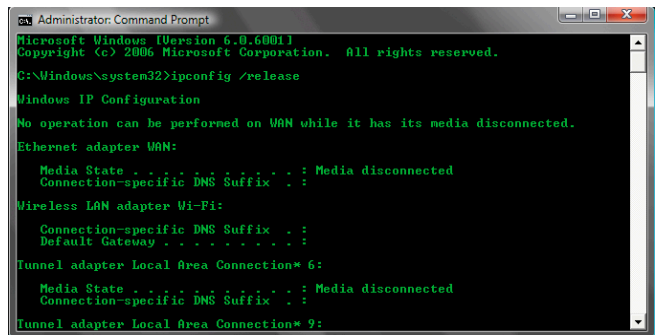 Administrator: Command Prompt
Microsoft Windows [Version 6.0.6001]
Copyright (c) 2006 Microsoft Corporation.  All rights reserved.
C:\Windows\system32>ipconfig /release
Windows IP Configuration
No operation can be performed on WAN while it has its media disconnected.
Ethernet adapter WAN:
   Media State . . . . . . . . . . . : Media disconnected
   Connection-specific DNS Suffix  . :
Wireless LAN adapter Wi-Fi:
   Connection-specific DNS Suffix  . :
   Default Gateway . . . . . . . . . :
Tunnel adapter Local Area Connection* 6:
   Media State . . . . . . . . . . . : Media disconnected
   Connection-specific DNS Suffix  . :
Tunnel adapter Local Area Connection* 9: